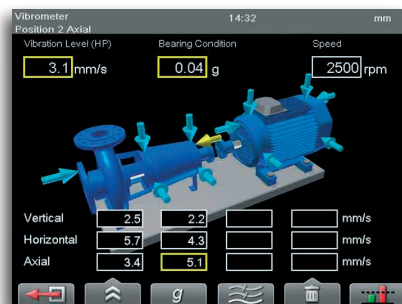 Vibrometer 14:32 mm
Position 2 Axial
Vibration Level (HP) Bearing Condition Speed
3.1 mm/s 0.04 g 2500 rpm
Vertical 2.5 2.2 mm/s
Horizontal 5.7 4.3 mm/s
Axial 3.4 5.1 mm/s
g